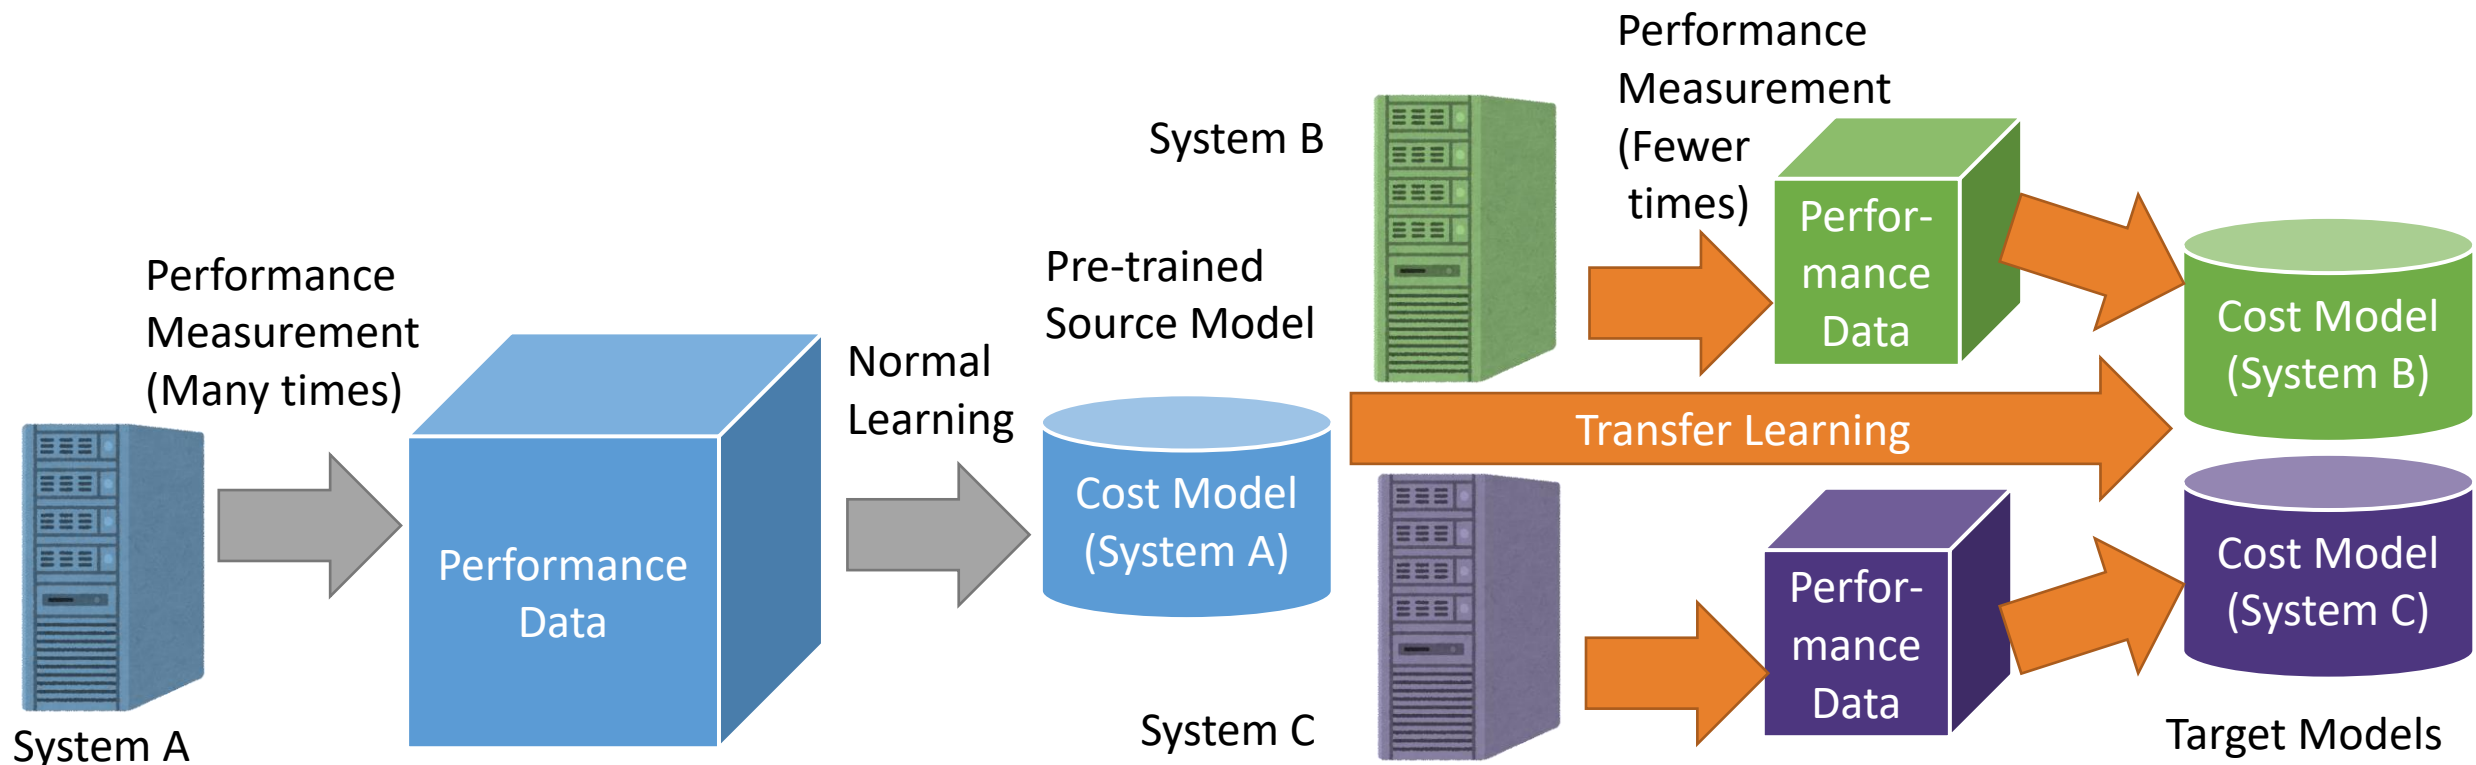 Performance
Measurement
(Many times)
System A
Performance
Data
Normal
Learning
Pre-trained
Source Model
Cost Model
(System A)
System B
Performance
Measurement
(Fewer
times)
Perfor-
mance
Data
Cost Model
(System B)
Transfer Learning
System C
Perfor-
mance
Data
Cost Model
(System C)
Target Models